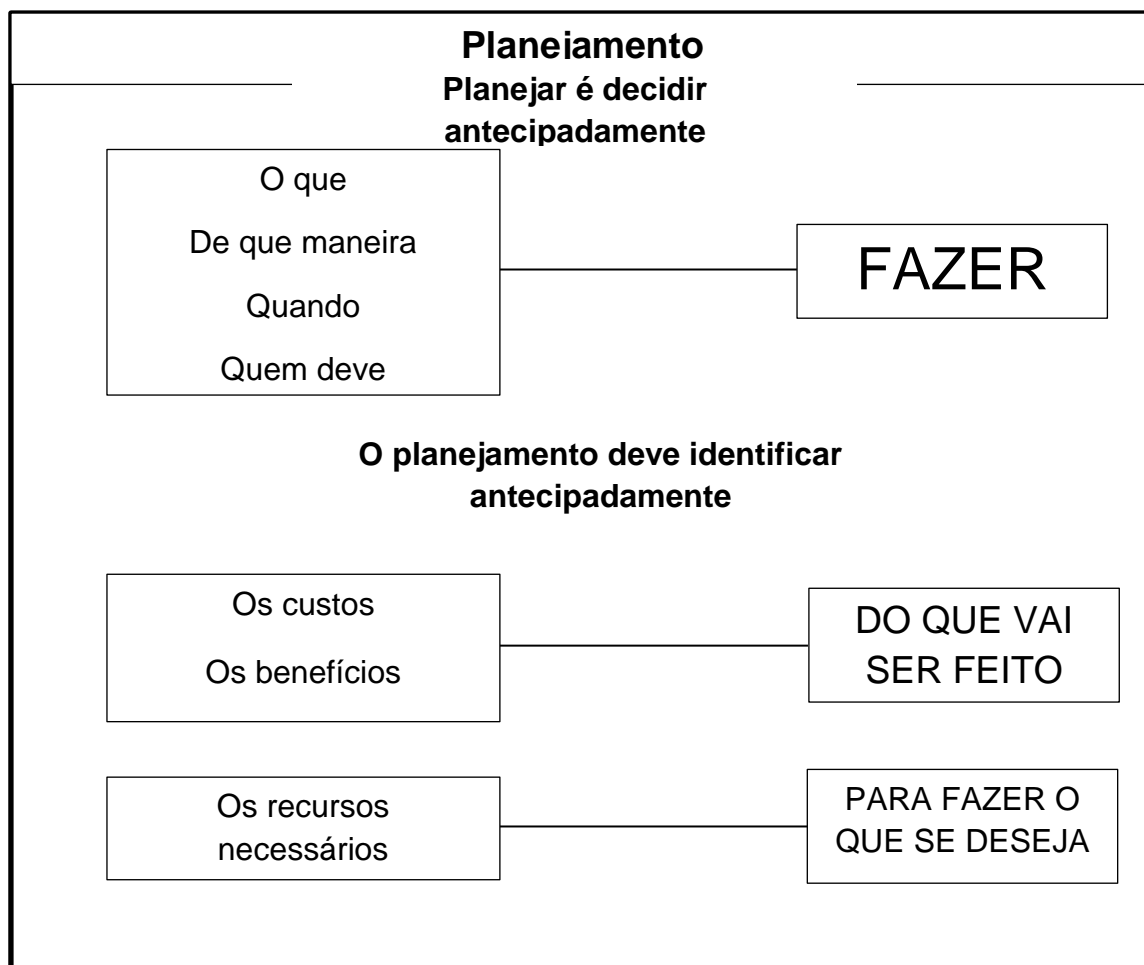 Planejamento
Planejar é decidir
antecipadamente
O que
De que maneira
Quando
Quem deve
FAZER
O planejamento deve identificar
antecipadamente
Os custos
Os benefícios
DO QUE VAI
SER FEITO
Os recursos
necessários
PARA FAZER O
QUE SE DESEJA